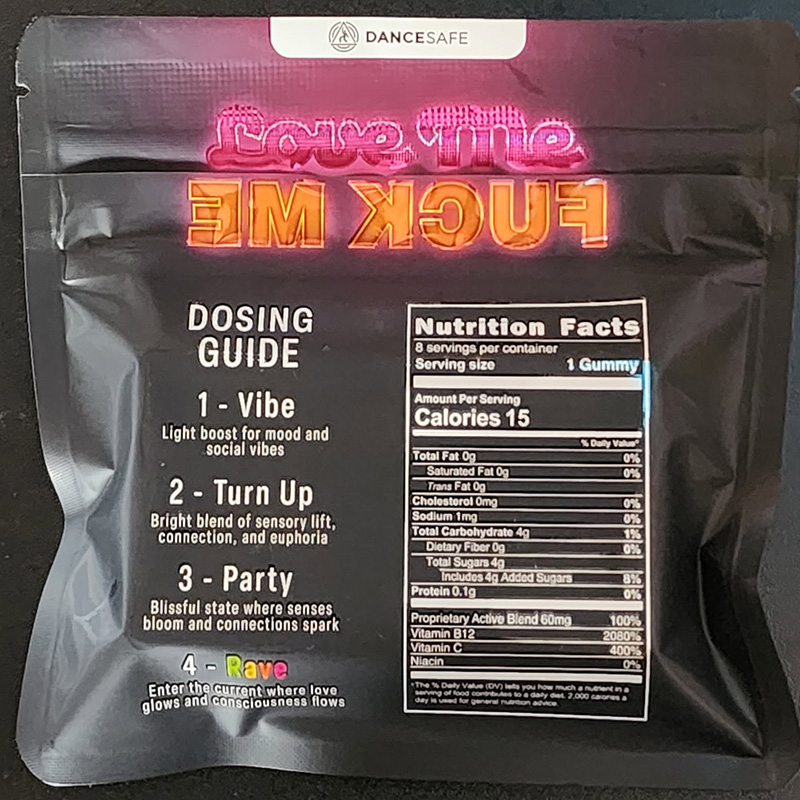 DANCESAFE
Love Me
FUCK ME
DOSING
GUIDE
1 - Vibe
Light boost for mood and
social vibes
2 - Turn Up
Bright blend of sensory lift,
connection, and euphoria
3 - Party
Blissful state where senses
bloom and connections spark
4 - Rave
Enter the current where love
glows and consciousness flows
Nutrition Facts
8 servings per container
Serving size 1 Gummy
Amount Per Serving
Calories 15
% Daily Value*
Total Fat 0g 0%
Saturated Fat 0g 0%
Trans Fat 0g
Cholesterol 0mg 0%
Sodium 1mg 0%
Total Carbohydrate 4g 1%
Dietary Fiber 0g 0%
Total Sugars 4g
Includes 4g Added Sugars 8%
Protein 0.1g 0%
Proprietary Active Blend 60mg 100%
Vitamin B12 2080%
Vitamin C 400%
Niacin 0%
*The % Daily Value (DV) tells you how much a nutrient in a
serving of food contributes to a daily diet. 2,000 calories a
day is used for general nutrition advice.